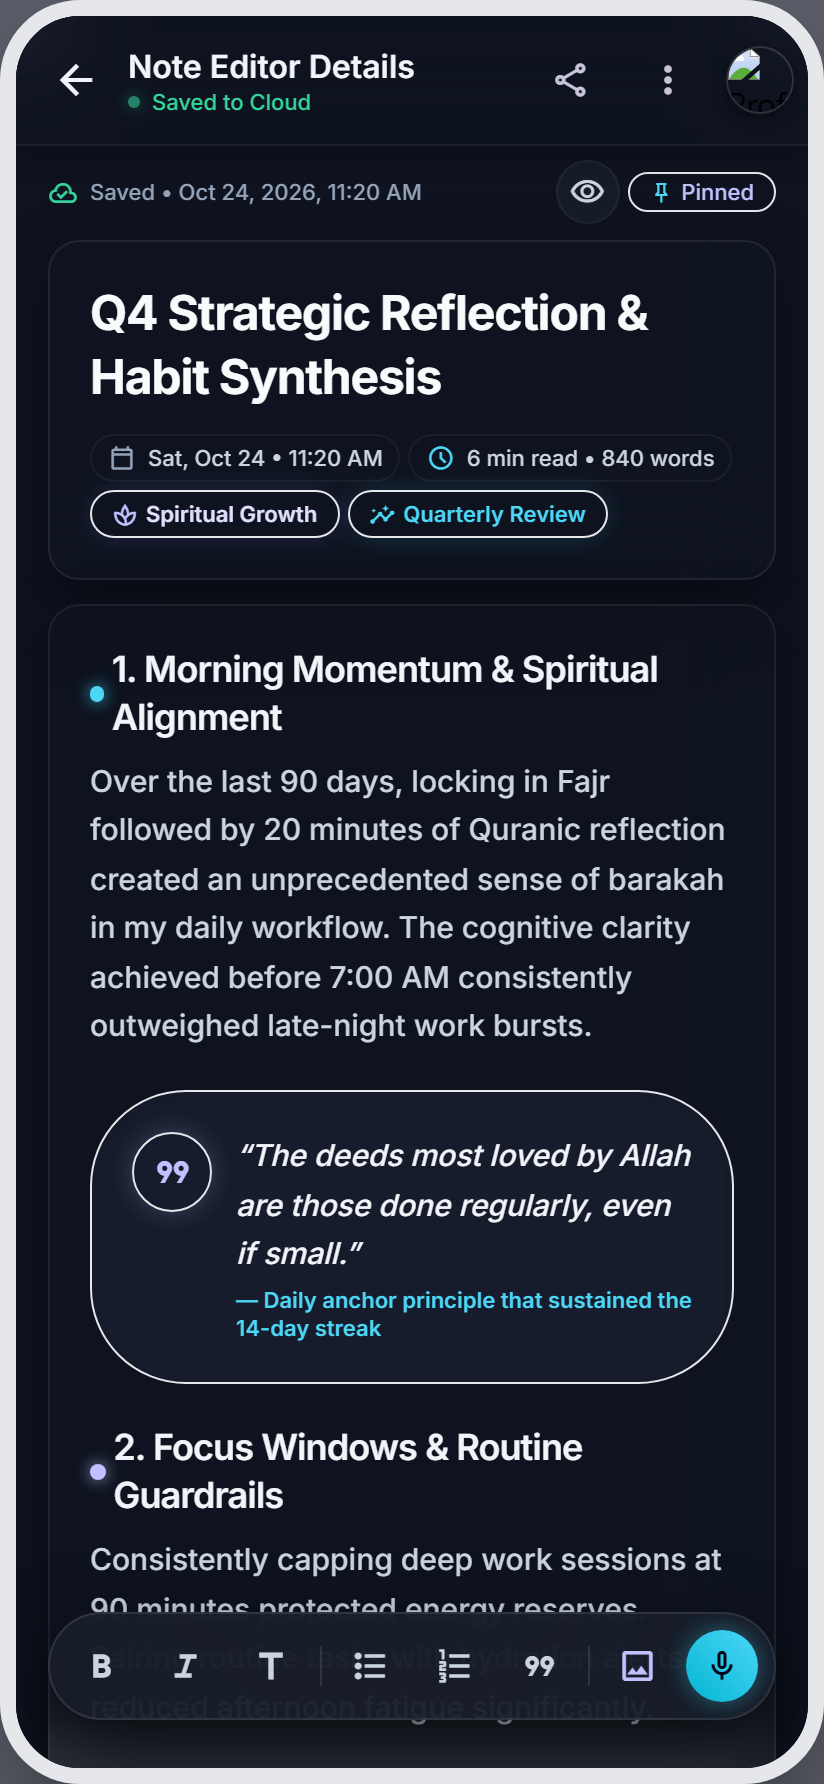 Note Editor Details
Saved to Cloud
Saved • Oct 24, 2026, 11:20 AM
Pinned
Q4 Strategic Reflection &
Habit Synthesis
Sat, Oct 24 • 11:20 AM
6 min read • 840 words
Spiritual Growth
Quarterly Review
1. Morning Momentum & Spiritual
Alignment
Over the last 90 days, locking in Fajr
followed by 20 minutes of Quranic reflection
created an unprecedented sense of barakah
in my daily workflow. The cognitive clarity
achieved before 7:00 AM consistently
outweighed late-night work bursts.
“The deeds most loved by Allah
are those done regularly, even
if small.”
— Daily anchor principle that sustained the
14-day streak
2. Focus Windows & Routine
Guardrails
Consistently capping deep work sessions at
90 minutes protected energy reserves.
routine with
reduced afternoon fatigue significantly.